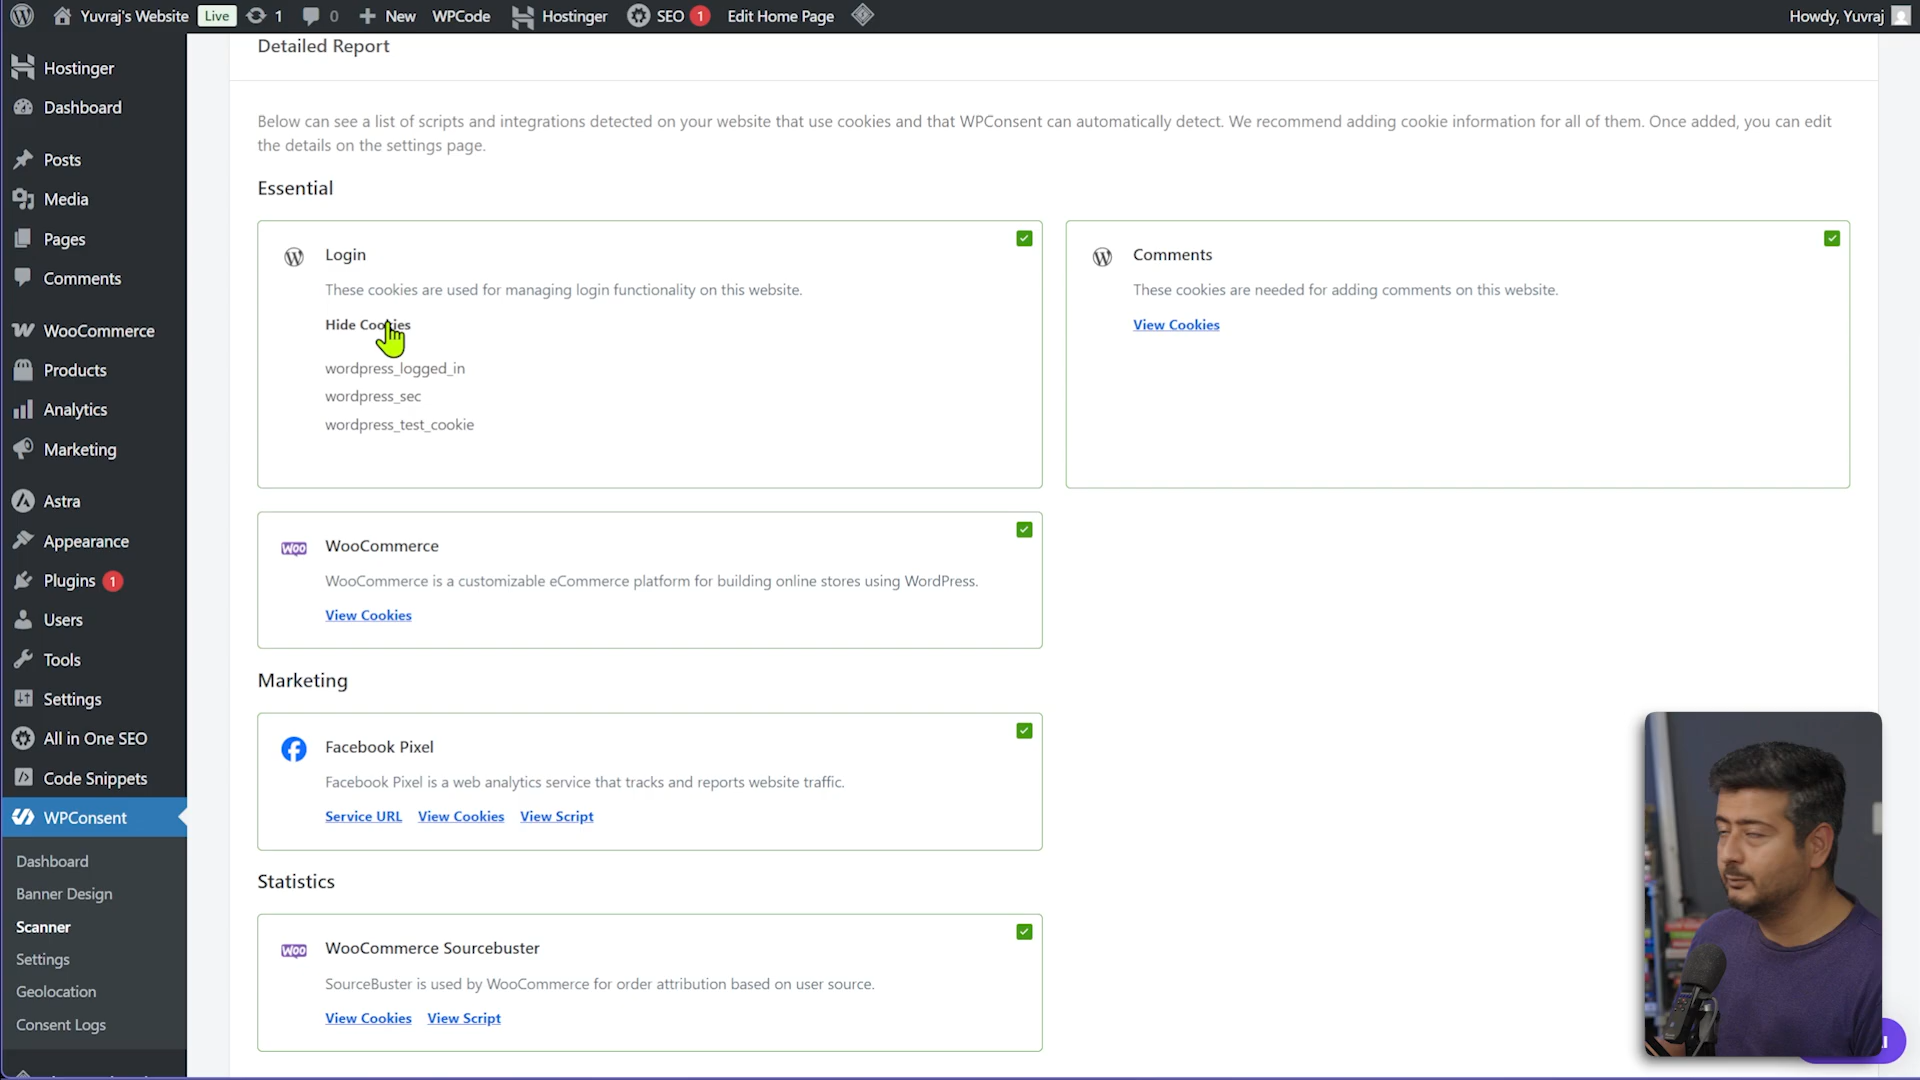 Yuvraj's Website Live 1 0 New WPCode Hostinger SEO 1 Edit Home Page Howdy, Yuvraj
Hostinger
Dashboard
Posts
Media
Pages
Comments
WooCommerce
Products
Analytics
Marketing
Astra
Appearance
Plugins 1
Users
Tools
Settings
All in One SEO
Code Snippets
WPConsent
Dashboard
Banner Design
Scanner
Settings
Geolocation
Consent Logs
Detailed Report
Below can see a list of scripts and integrations detected on your website that use cookies and that WPConsent can automatically detect. We recommend adding cookie information for all of them. Once added, you can edit
the details on the settings page.
Essential
Login
These cookies are used for managing login functionality on this website.
Hide Cookies
wordpress_logged_in
wordpress_sec
wordpress_test_cookie
Comments
These cookies are needed for adding comments on this website.
View Cookies
Woo WooCommerce
WooCommerce is a customizable eCommerce platform for building online stores using WordPress.
View Cookies
Marketing
Facebook Pixel
Facebook Pixel is a web analytics service that tracks and reports website traffic.
Service URL View Cookies View Script
Statistics
Woo WooCommerce Sourcebuster
SourceBuster is used by WooCommerce for order attribution based on user source.
View Cookies View Script